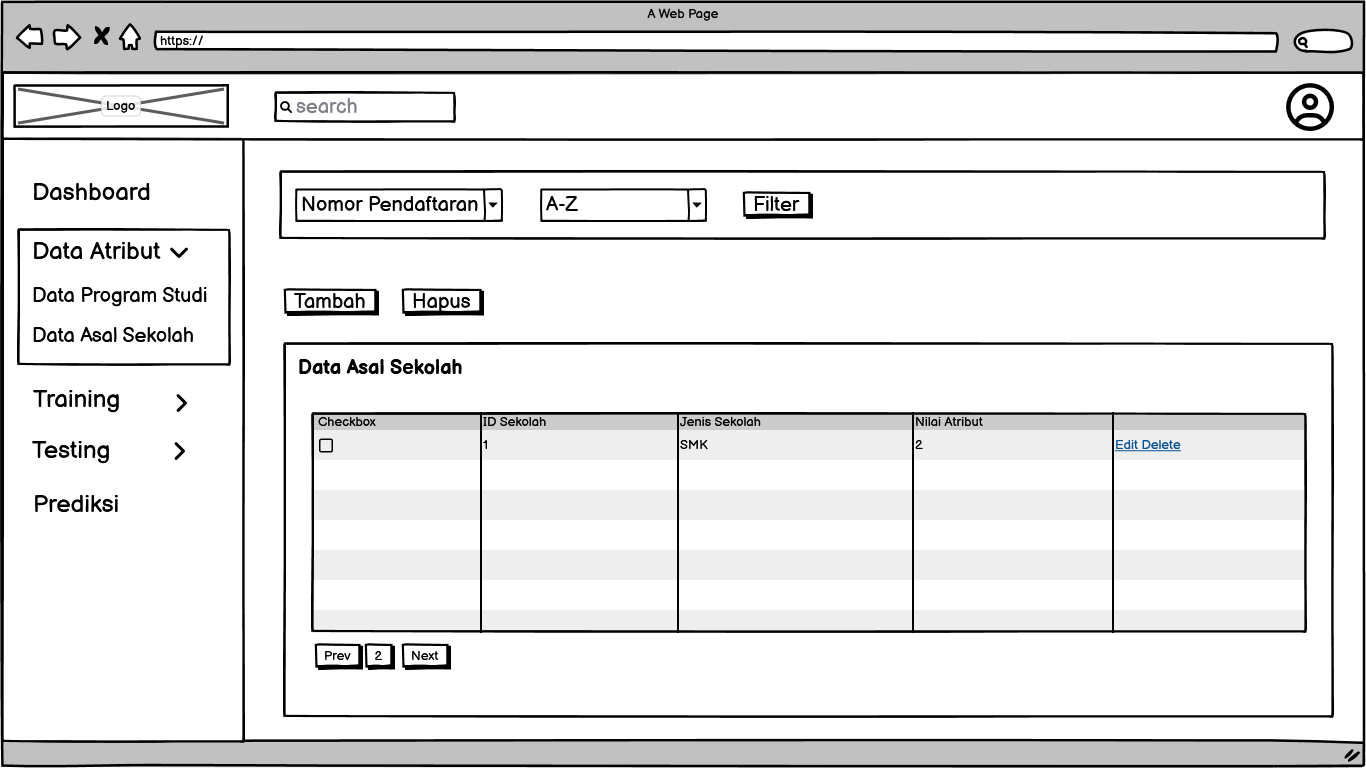 A Web Page
https://
Logo
search
Dashboard
Data Atribut
Data Program Studi
Data Asal Sekolah
Training
Testing
Prediksi
Nomor Pendaftaran A-Z Filter
Tambah Hapus
Data Asal Sekolah
Checkbox ID Sekolah Jenis Sekolah Nilai Atribut
1 SMK 2 Edit Delete
Prev 2 Next